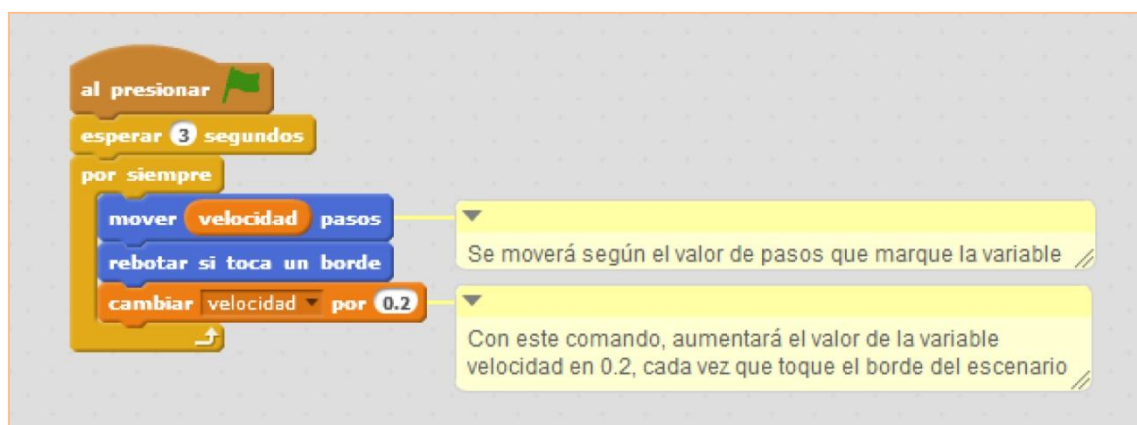 al presionar
esperar 3 segundos
por siempre
mover velocidad pasos
Se moverá según el valor de pasos que marque la variable
rebotar si toca un borde
cambiar velocidad por 0.2
Con este comando, aumentará el valor de la variable
velocidad en 0.2, cada vez que toque el borde del escenario